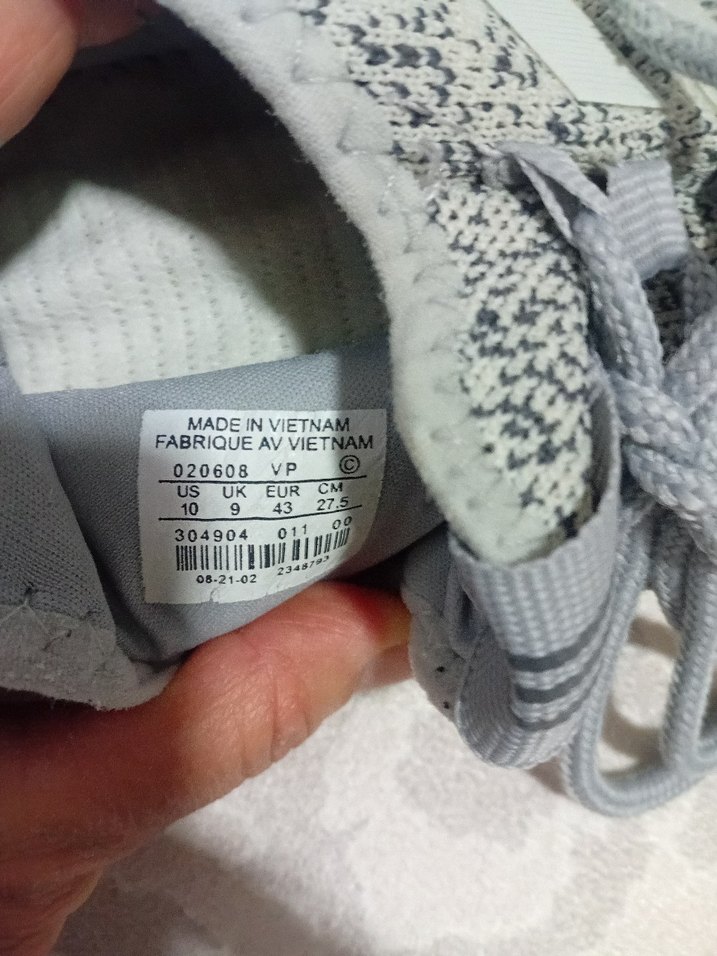 MADE IN VIETNAM
FABRIQUE AV VIETNAM
020608 VP ©
US UK EUR CM
10 9 43 27.5
304904 011 00
08-21-02 2348793